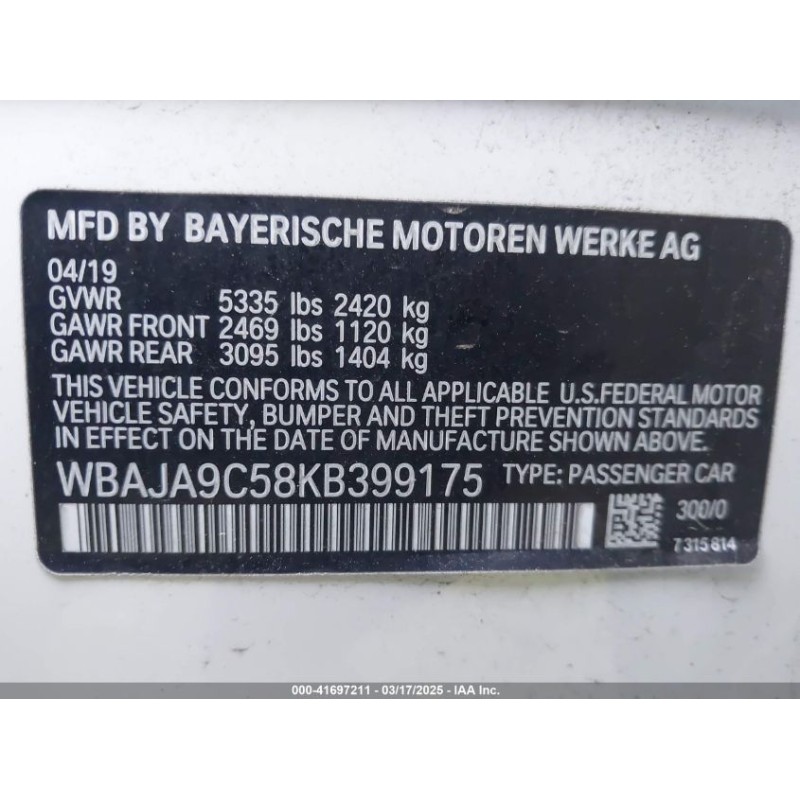 MFD BY BAYERISCHE MOTOREN WERKE AG
04/19
GVWR 5335 lbs 2420 kg
GAWR FRONT 2469 lbs 1120 kg
GAWR REAR 3095 lbs 1404 kg
THIS VEHICLE CONFORMS TO ALL APPLICABLE U.S.FEDERAL MOTOR
VEHICLE SAFETY, BUMPER AND THEFT PREVENTION STANDARDS
IN EFFECT ON THE DATE OF MANUFACTURE SHOWN ABOVE.
WBAJA9C58KB399175 TYPE: PASSENGER CAR
300/0
7315814
000-41697211 - 03/17/2025 - IAA Inc.